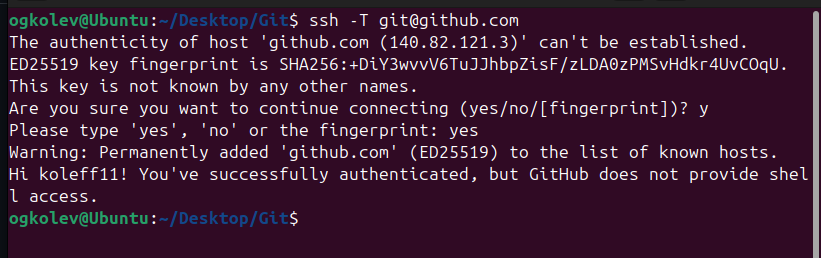 ogkolev@Ubuntu:~/Desktop/Git$ ssh -T git@github.com
The authenticity of host 'github.com (140.82.121.3)' can't be established.
ED25519 key fingerprint is SHA256:+DiY3wvvV6TuJJhbpZisF/zLDA0zPMSvHdkr4UvCOqU.
This key is not known by any other names.
Are you sure you want to continue connecting (yes/no/[fingerprint])? y
Please type 'yes', 'no' or the fingerprint: yes
Warning: Permanently added 'github.com' (ED25519) to the list of known hosts.
Hi koleff11! You've successfully authenticated, but GitHub does not provide shel
l access.
ogkolev@Ubuntu:~/Desktop/Git$